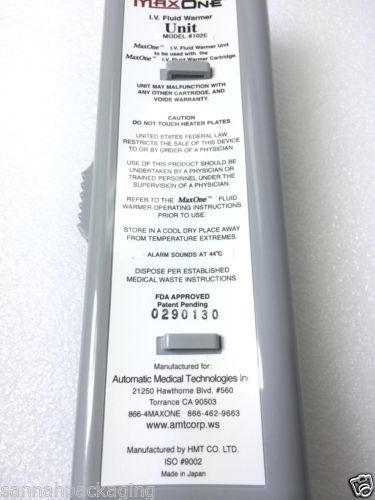 MAXONE
I.V. Fluid Warmer
Unit
MODEL #102E
MaxOne™ I.V. Fluid Warmer Unit
to be used with the
MaxOne™ I.V. Fluid Warmer Cartridge.
UNIT MAY MALFUNCTION WITH
ANY OTHER CARTRIDGE, AND
VOIDS WARRANTY.
CAUTION
DO NOT TOUCH HEATER PLATES
UNITED STATES FEDERAL LAW
RESTRICTS THE SALE OF THIS DEVICE
TO OR BY ORDER OF A PHYSICIAN.
USE OF THIS PRODUCT SHOULD BE
UNDERTAKEN BY A PHYSICIAN OR
TRAINED PERSONNEL UNDER THE
SUPERVISION OF A PHYSICIAN.
REFER TO THE MaxOne™ FLUID
WARMER OPERATING INSTRUCTIONS
PRIOR TO USE.
STORE IN A COOL DRY PLACE AWAY
FROM TEMPERATURE EXTREMES.
ALARM SOUNDS AT 44°C
DISPOSE PER ESTABLISHED
MEDICAL WASTE INSTRUCTIONS.
FDA APPROVED
Patent Pending
0290130
Manufactured for:
Automatic Medical Technologies Inc
21250 Hawthorne Blvd. #560
Torrance CA 90503
866-4MAXONE 866-462-9663
www.amtcorp.ws
Manufactured by HMT CO. LTD.
ISO #9002
Made in Japan
sannahpackaging